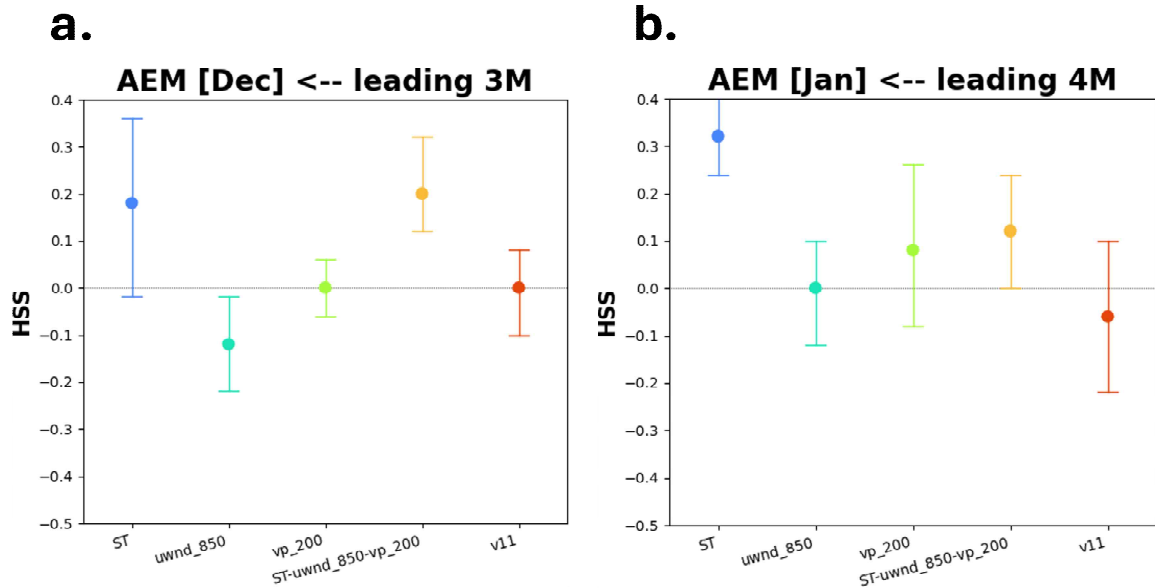 a.
AEM [Dec] <-- leading 3M
HSS
0.4
0.3
0.2
0.1
0.0
−0.1
−0.2
−0.3
−0.4
−0.5
ST
uwnd_850
vp_200
ST-uwnd_850-vp_200
v11
b.
AEM [Jan] <-- leading 4M
HSS
0.4
0.3
0.2
0.1
0.0
−0.1
−0.2
−0.3
−0.4
−0.5
ST
uwnd_850
vp_200
ST-uwnd_850-vp_200
v11